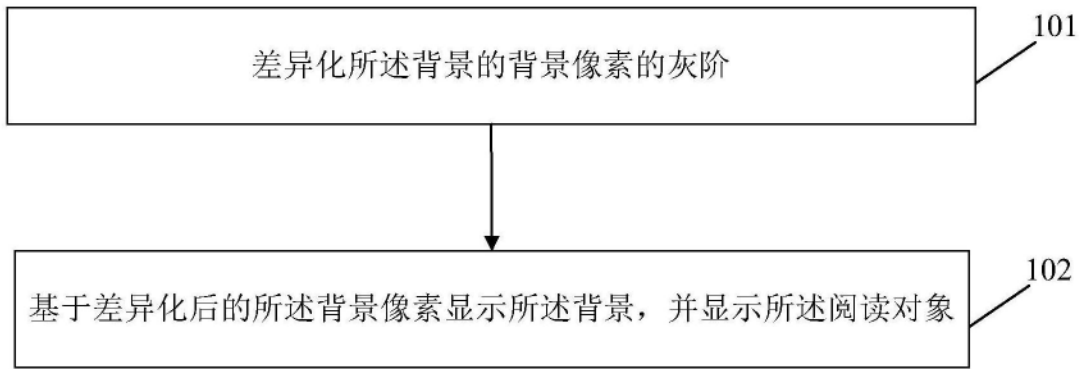 101
差异化所述背景的背景像素的灰阶
102
基于差异化后的所述背景像素显示所述背景，并显示所述阅读对象